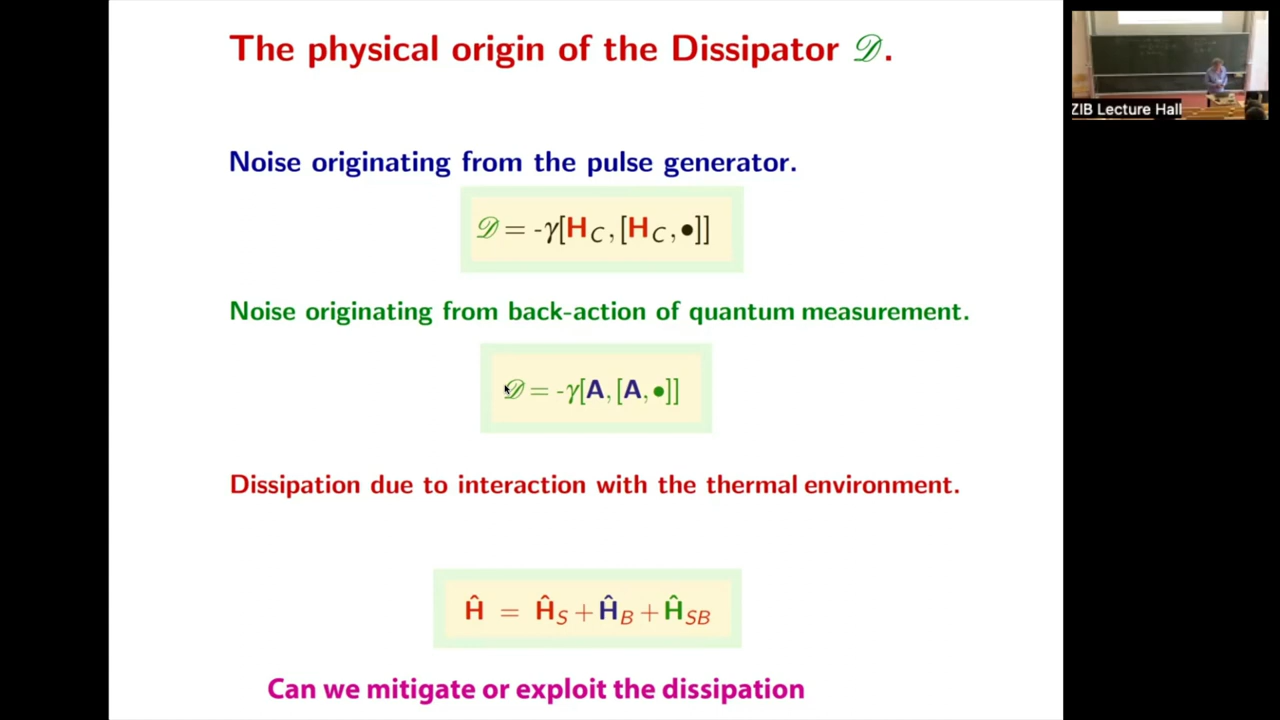 The physical origin of the Dissipator 𝒟.
ZIB Lecture Hall
Noise originating from the pulse generator.
𝒟 = -γ[H_C, [H_C, •]]
Noise originating from back-action of quantum measurement.
𝒟 = -γ[A, [A, •]]
Dissipation due to interaction with the thermal environment.
Ĥ = Ĥ_S + Ĥ_B + Ĥ_SB
Can we mitigate or exploit the dissipation